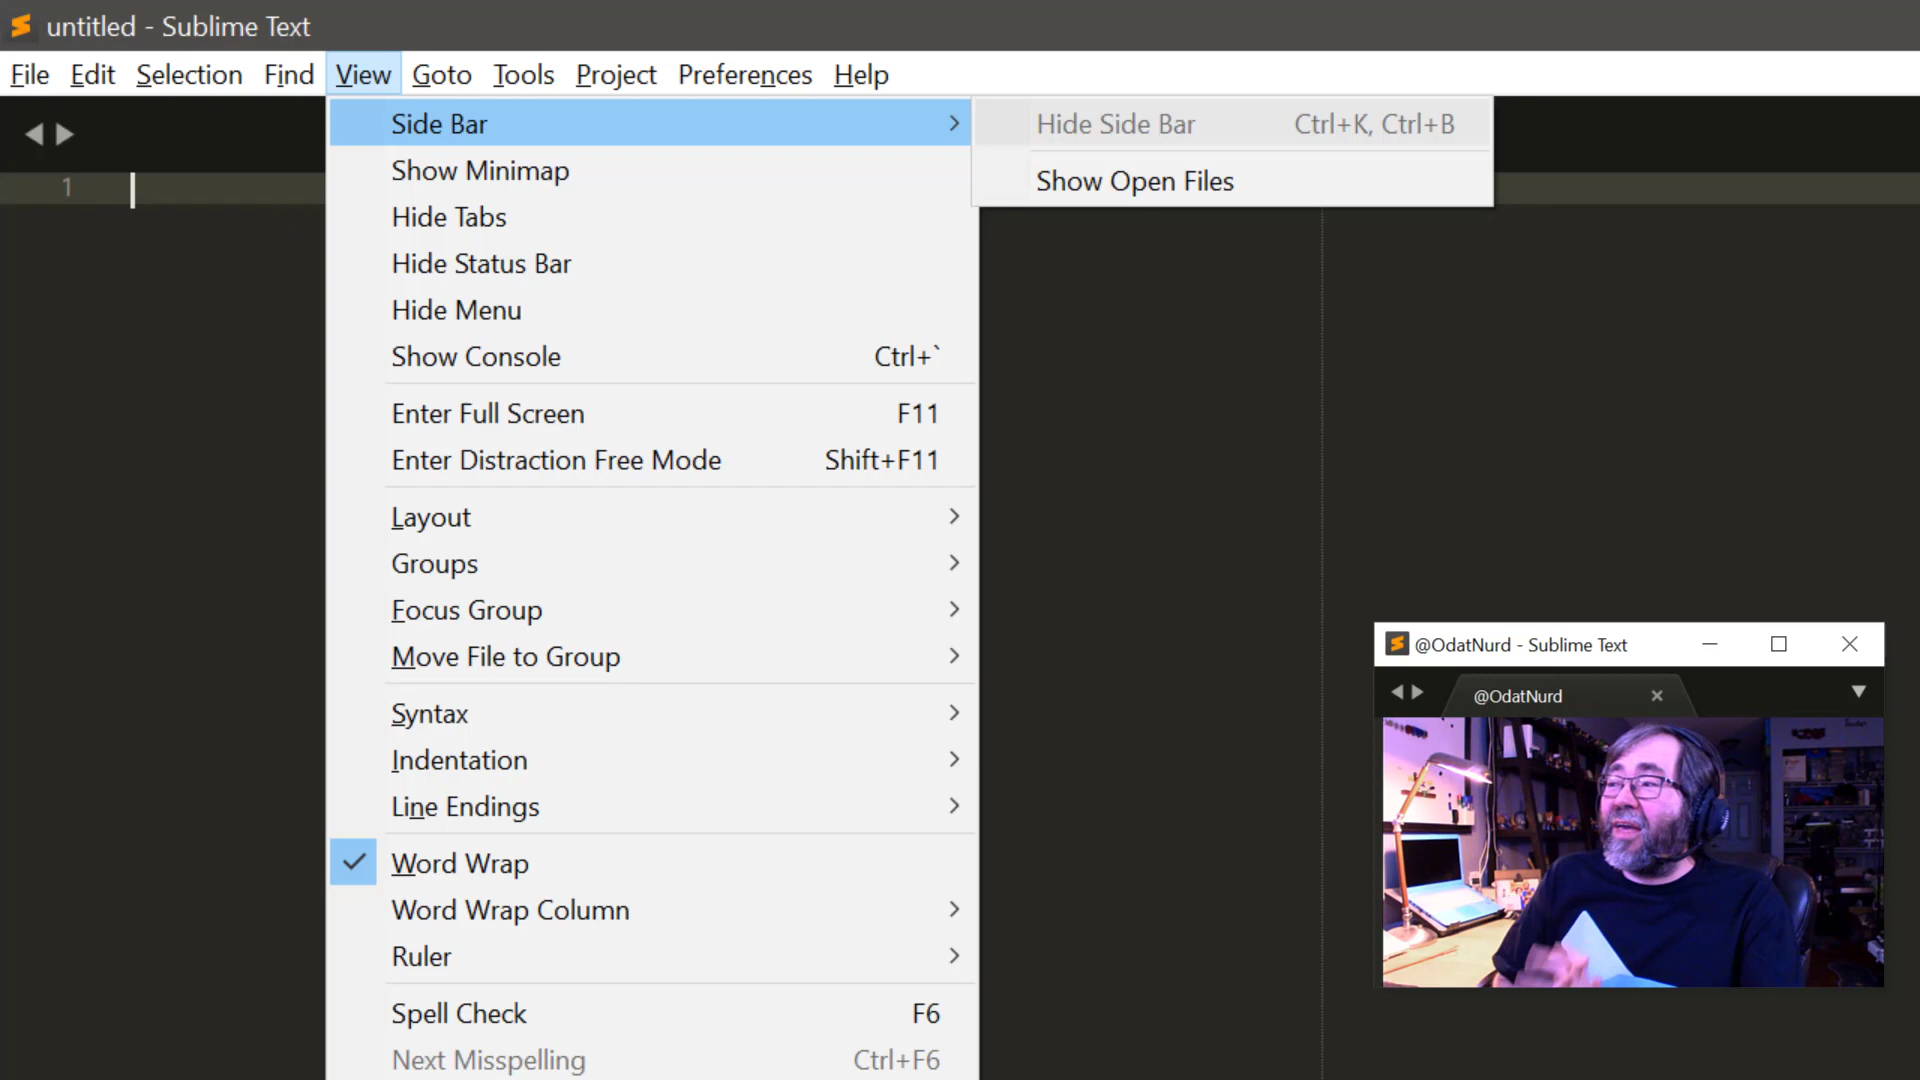 untitled - Sublime Text
File Edit Selection Find View Goto Tools Project Preferences Help
Side Bar
Hide Side Bar Ctrl+K, Ctrl+B
Show Open Files
Show Minimap
Hide Tabs
Hide Status Bar
Hide Menu
Show Console Ctrl+`
Enter Full Screen F11
Enter Distraction Free Mode Shift+F11
Layout
Groups
Focus Group
Move File to Group
Syntax
Indentation
Line Endings
Word Wrap
Word Wrap Column
Ruler
Spell Check F6
Next Misspelling Ctrl+F6
1
@OdatNurd - Sublime Text
@OdatNurd